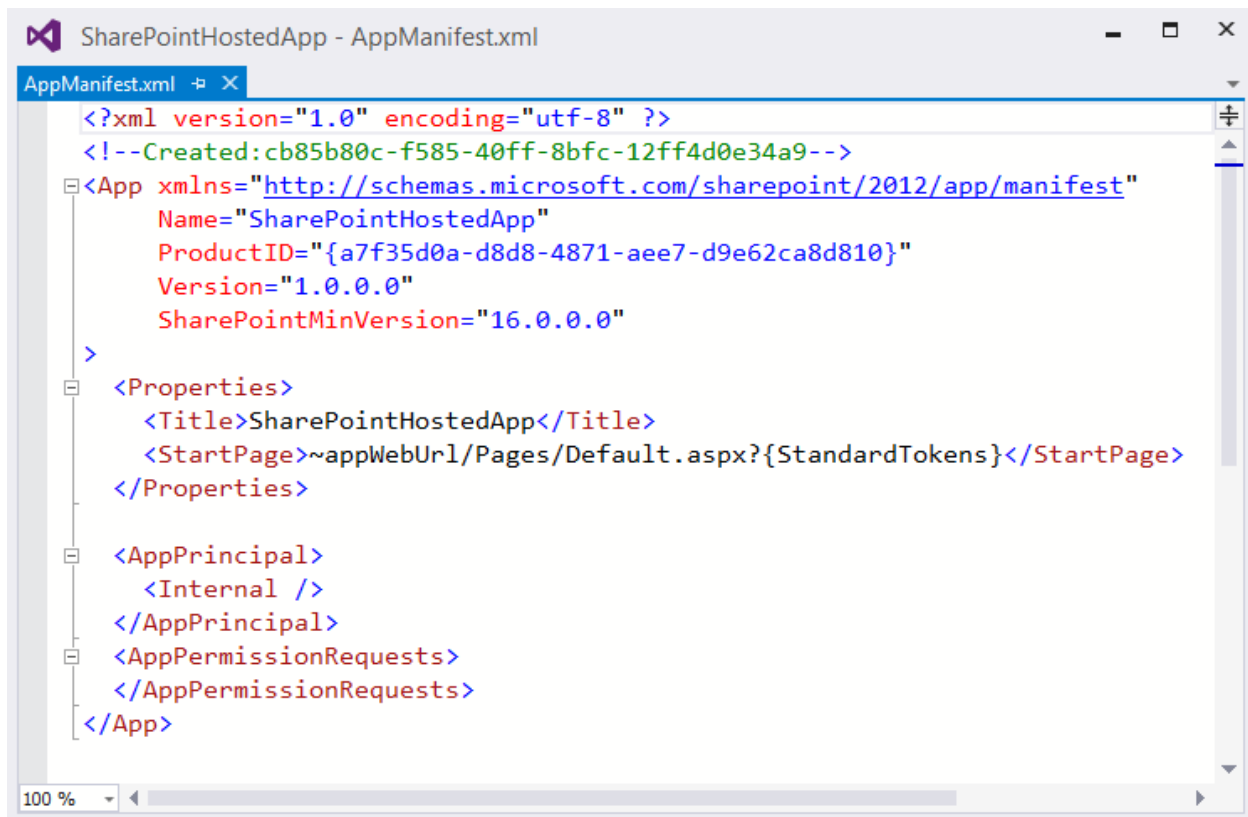 SharePointHostedApp - AppManifest.xml
AppManifest.xml
<?xml version="1.0" encoding="utf-8" ?>
<!--Created:cb85b80c-f585-40ff-8bfc-12ff4d0e34a9-->
<App xmlns="http://schemas.microsoft.com/sharepoint/2012/app/manifest"
     Name="SharePointHostedApp"
     ProductID="{a7f35d0a-d8d8-4871-aee7-d9e62ca8d810}"
     Version="1.0.0.0"
     SharePointMinVersion="16.0.0.0"
>
  <Properties>
    <Title>SharePointHostedApp</Title>
    <StartPage>~appWebUrl/Pages/Default.aspx?{StandardTokens}</StartPage>
  </Properties>
  <AppPrincipal>
    <Internal />
  </AppPrincipal>
  <AppPermissionRequests>
  </AppPermissionRequests>
</App>
100 %